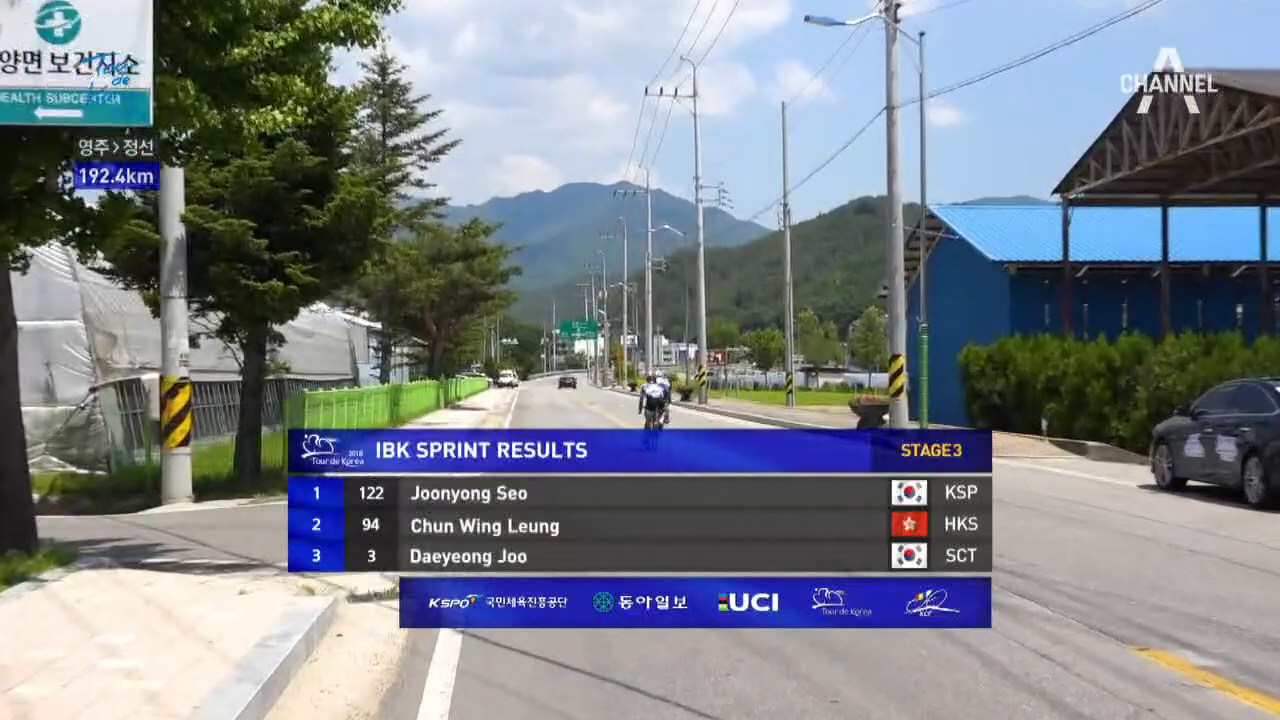 양면 보건지소
HEALTH SUBCENTER
CHANNEL A
영주 > 정선
192.4km
2018
Tour de Korea
IBK SPRINT RESULTS
STAGE3
1 122 Joonyong Seo KSP
2 94 Chun Wing Leung HKS
3 3 Daeyeong Joo SCT
KSPO 국민체육진흥공단 동아일보 UCI Tour de Korea KCF